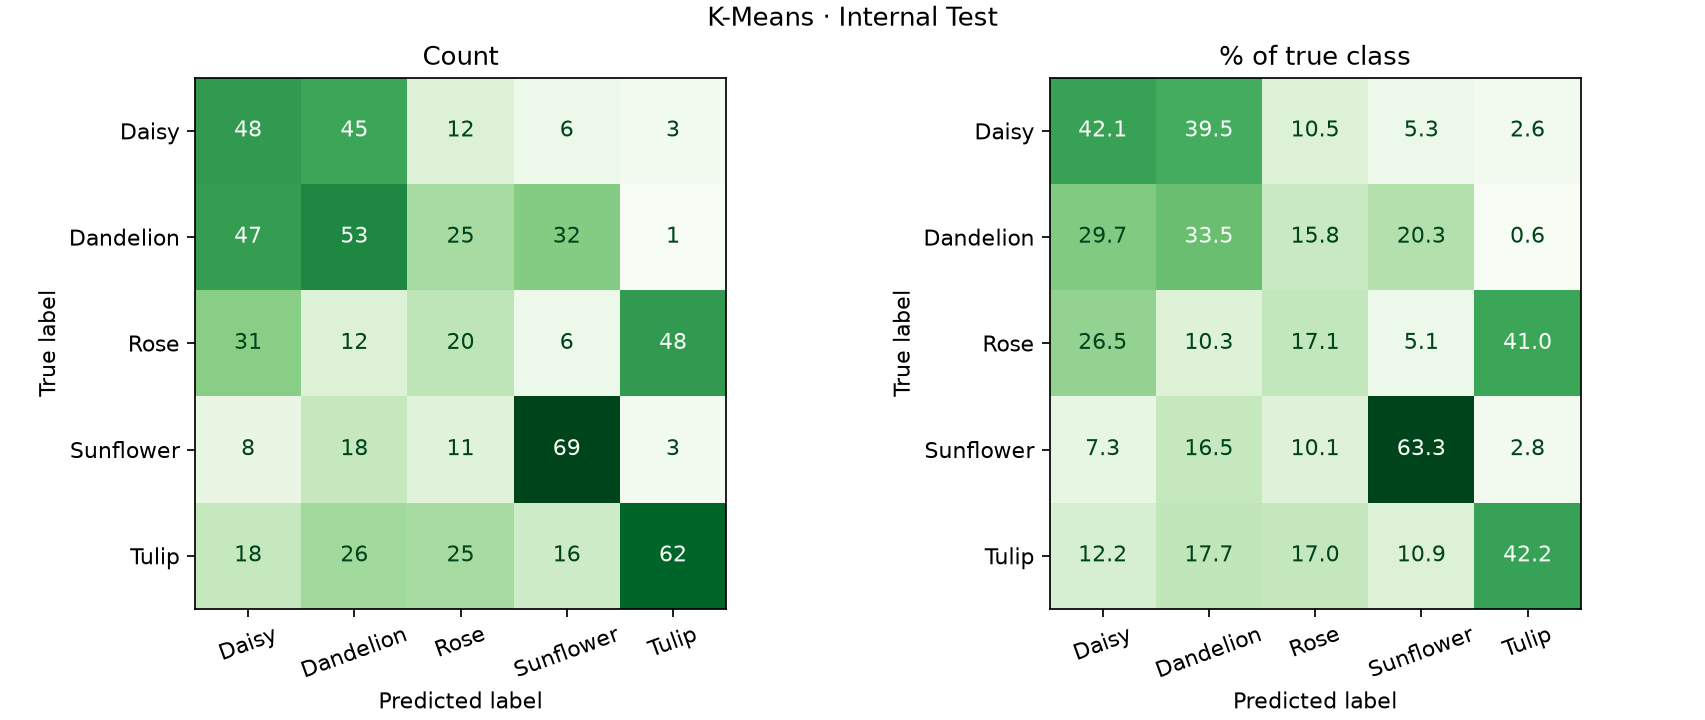 K-Means · Internal Test
Count
Daisy 48 45 12 6 3
Dandelion 47 53 25 32 1
Rose 31 12 20 6 48
Sunflower 8 18 11 69 3
Tulip 18 26 25 16 62
Daisy Dandelion Rose Sunflower Tulip
Predicted label
True label
% of true class
Daisy 42.1 39.5 10.5 5.3 2.6
Dandelion 29.7 33.5 15.8 20.3 0.6
Rose 26.5 10.3 17.1 5.1 41.0
Sunflower 7.3 16.5 10.1 63.3 2.8
Tulip 12.2 17.7 17.0 10.9 42.2
Daisy Dandelion Rose Sunflower Tulip
Predicted label
True label